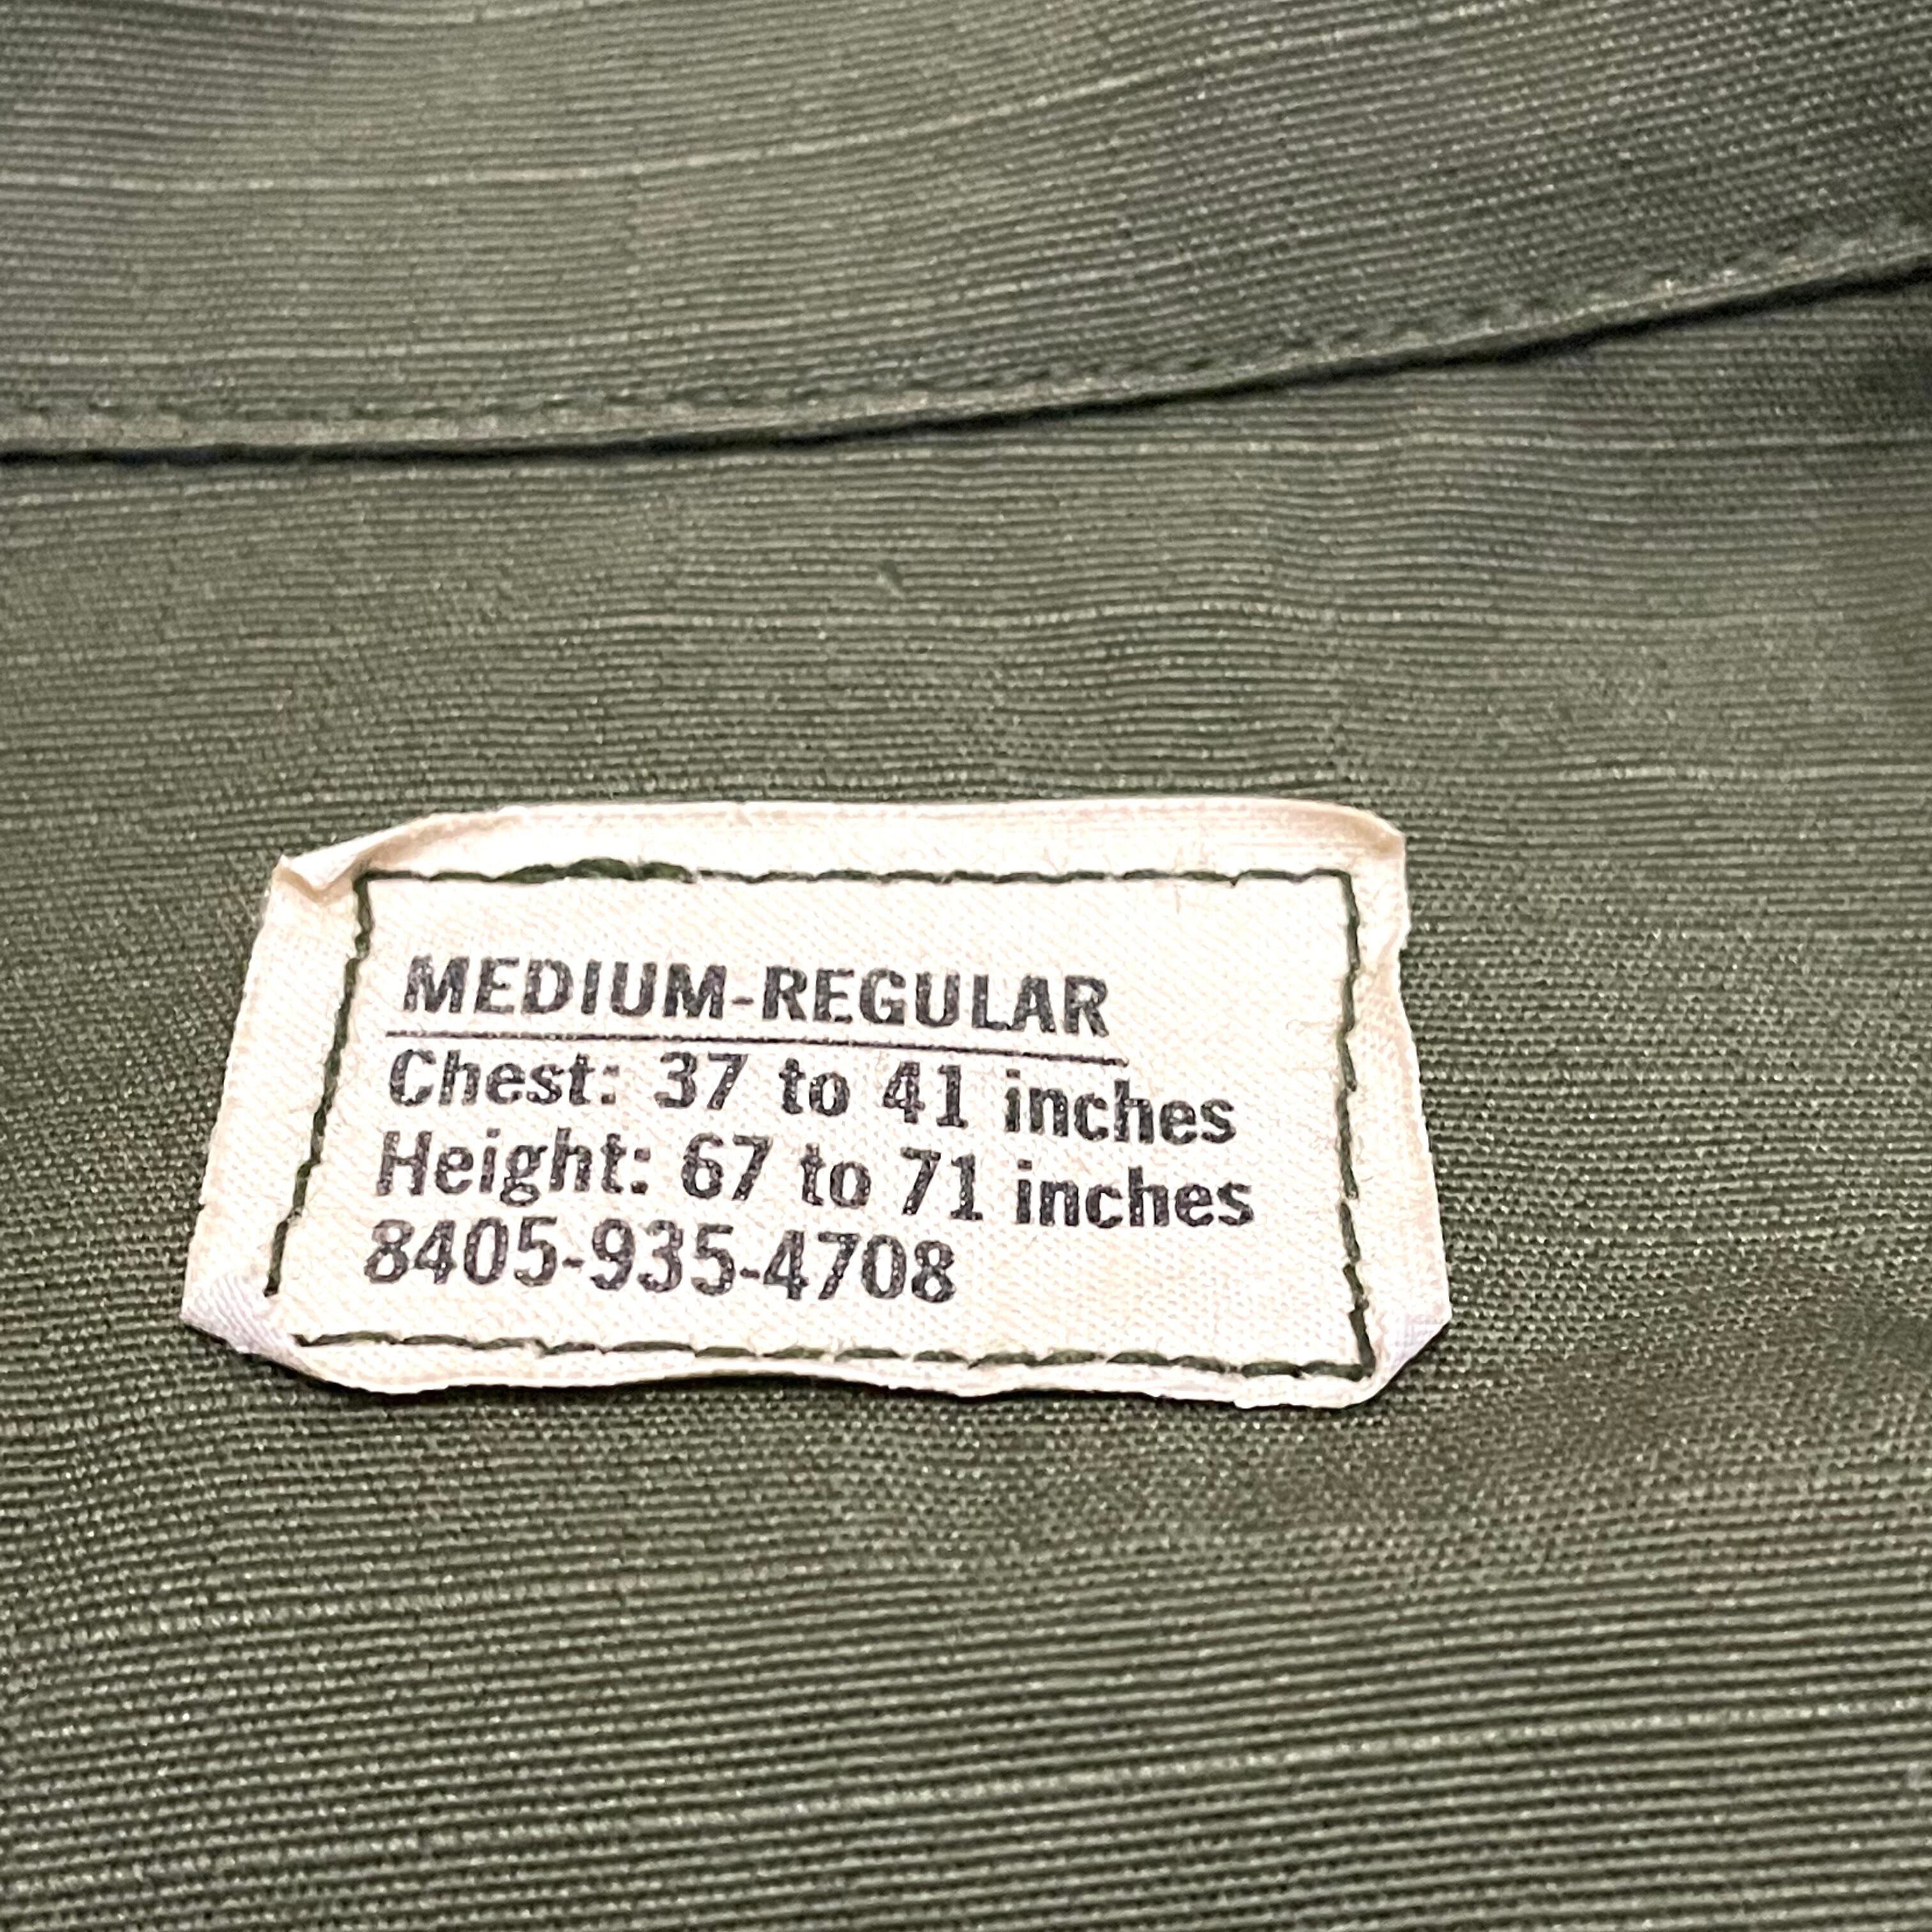 MEDIUM-REGULAR
Chest: 37 to 41 inches
Height: 67 to 71 inches
8405-935-4708